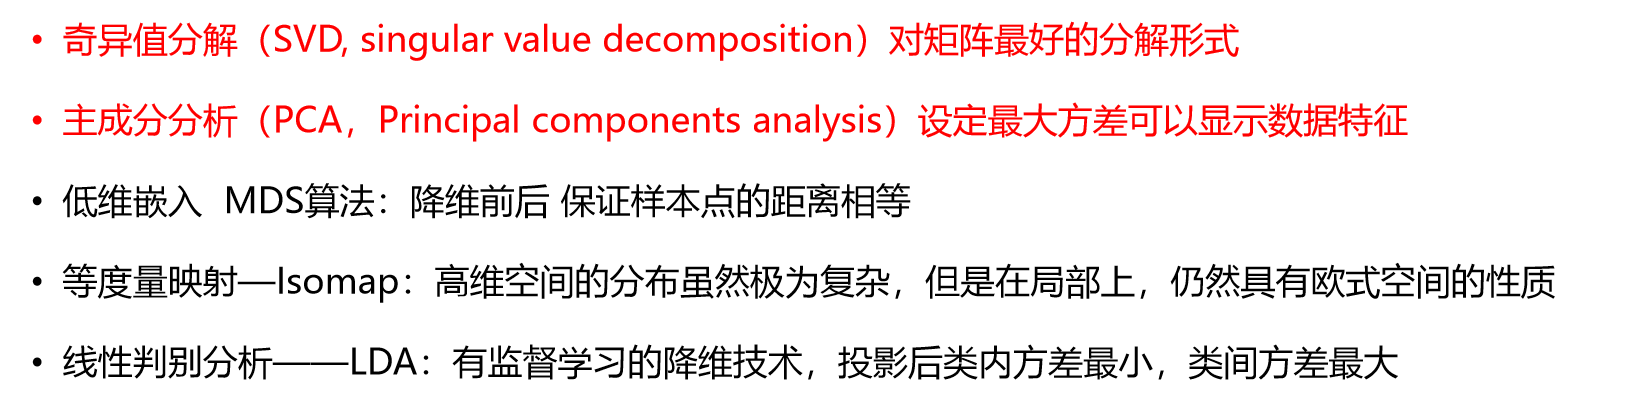 • 奇异值分解（SVD, singular value decomposition）对矩阵最好的分解形式
• 主成分分析（PCA，Principal components analysis）设定最大方差可以显示数据特征
• 低维嵌入 MDS算法：降维前后 保证样本点的距离相等
• 等度量映射—Isomap：高维空间的分布虽然极为复杂，但是在局部上，仍然具有欧式空间的性质
• 线性判别分析——LDA：有监督学习的降维技术，投影后类内方差最小，类间方差最大